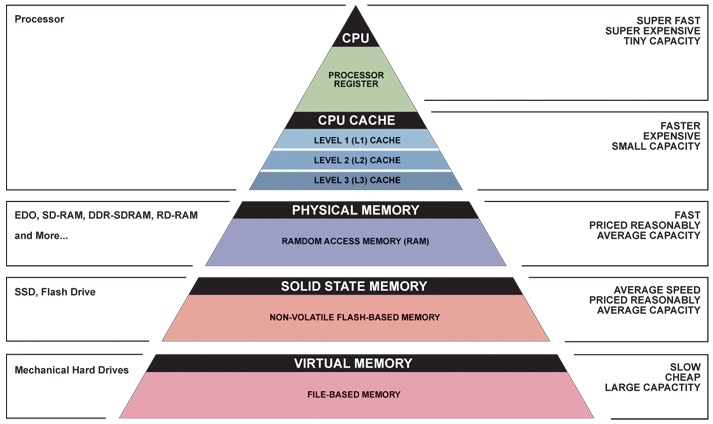 Processor
CPU
SUPER FAST
SUPER EXPENSIVE
TINY CAPACITY
PROCESSOR
REGISTER
CPU CACHE
LEVEL 1 (L1) CACHE
LEVEL 2 (L2) CACHE
LEVEL 3 (L3) CACHE
FASTER
EXPENSIVE
SMALL CAPACITY
EDO, SD-RAM, DDR-SDRAM, RD-RAM
and More...
PHYSICAL MEMORY
RAMDOM ACCESS MEMORY (RAM)
FAST
PRICED REASONABLY
AVERAGE CAPACITY
SSD, Flash Drive
SOLID STATE MEMORY
NON-VOLATILE FLASH-BASED MEMORY
AVERAGE SPEED
PRICED REASONABLY
AVERAGE CAPACITY
Mechanical Hard Drives
VIRTUAL MEMORY
FILE-BASED MEMORY
SLOW
CHEAP
LARGE CAPACTITY